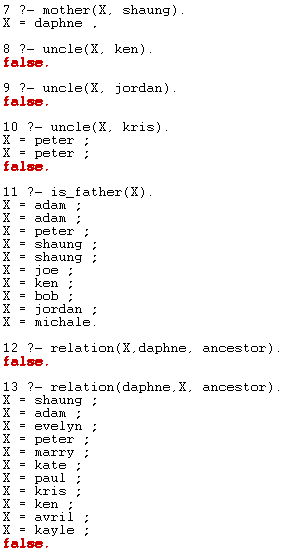 7 ?- mother(X, shaung).
X = daphne ,
8 ?- uncle(X, ken).
false.
9 ?- uncle(X, jordan).
false.
10 ?- uncle(X, kris).
X = peter ;
X = peter ;
false.
11 ?- is_father(X).
X = adam ;
X = adam ;
X = peter ;
X = shaung ;
X = shaung ;
X = joe ;
X = ken ;
X = bob ;
X = jordan ;
X = michale.
12 ?- relation(X,daphne, ancestor).
false.
13 ?- relation(daphne,X, ancestor).
X = shaung ;
X = adam ;
X = evelyn ;
X = peter ;
X = marry ;
X = kate ;
X = paul ;
X = kris ;
X = ken ;
X = avril ;
X = kayle ;
false.